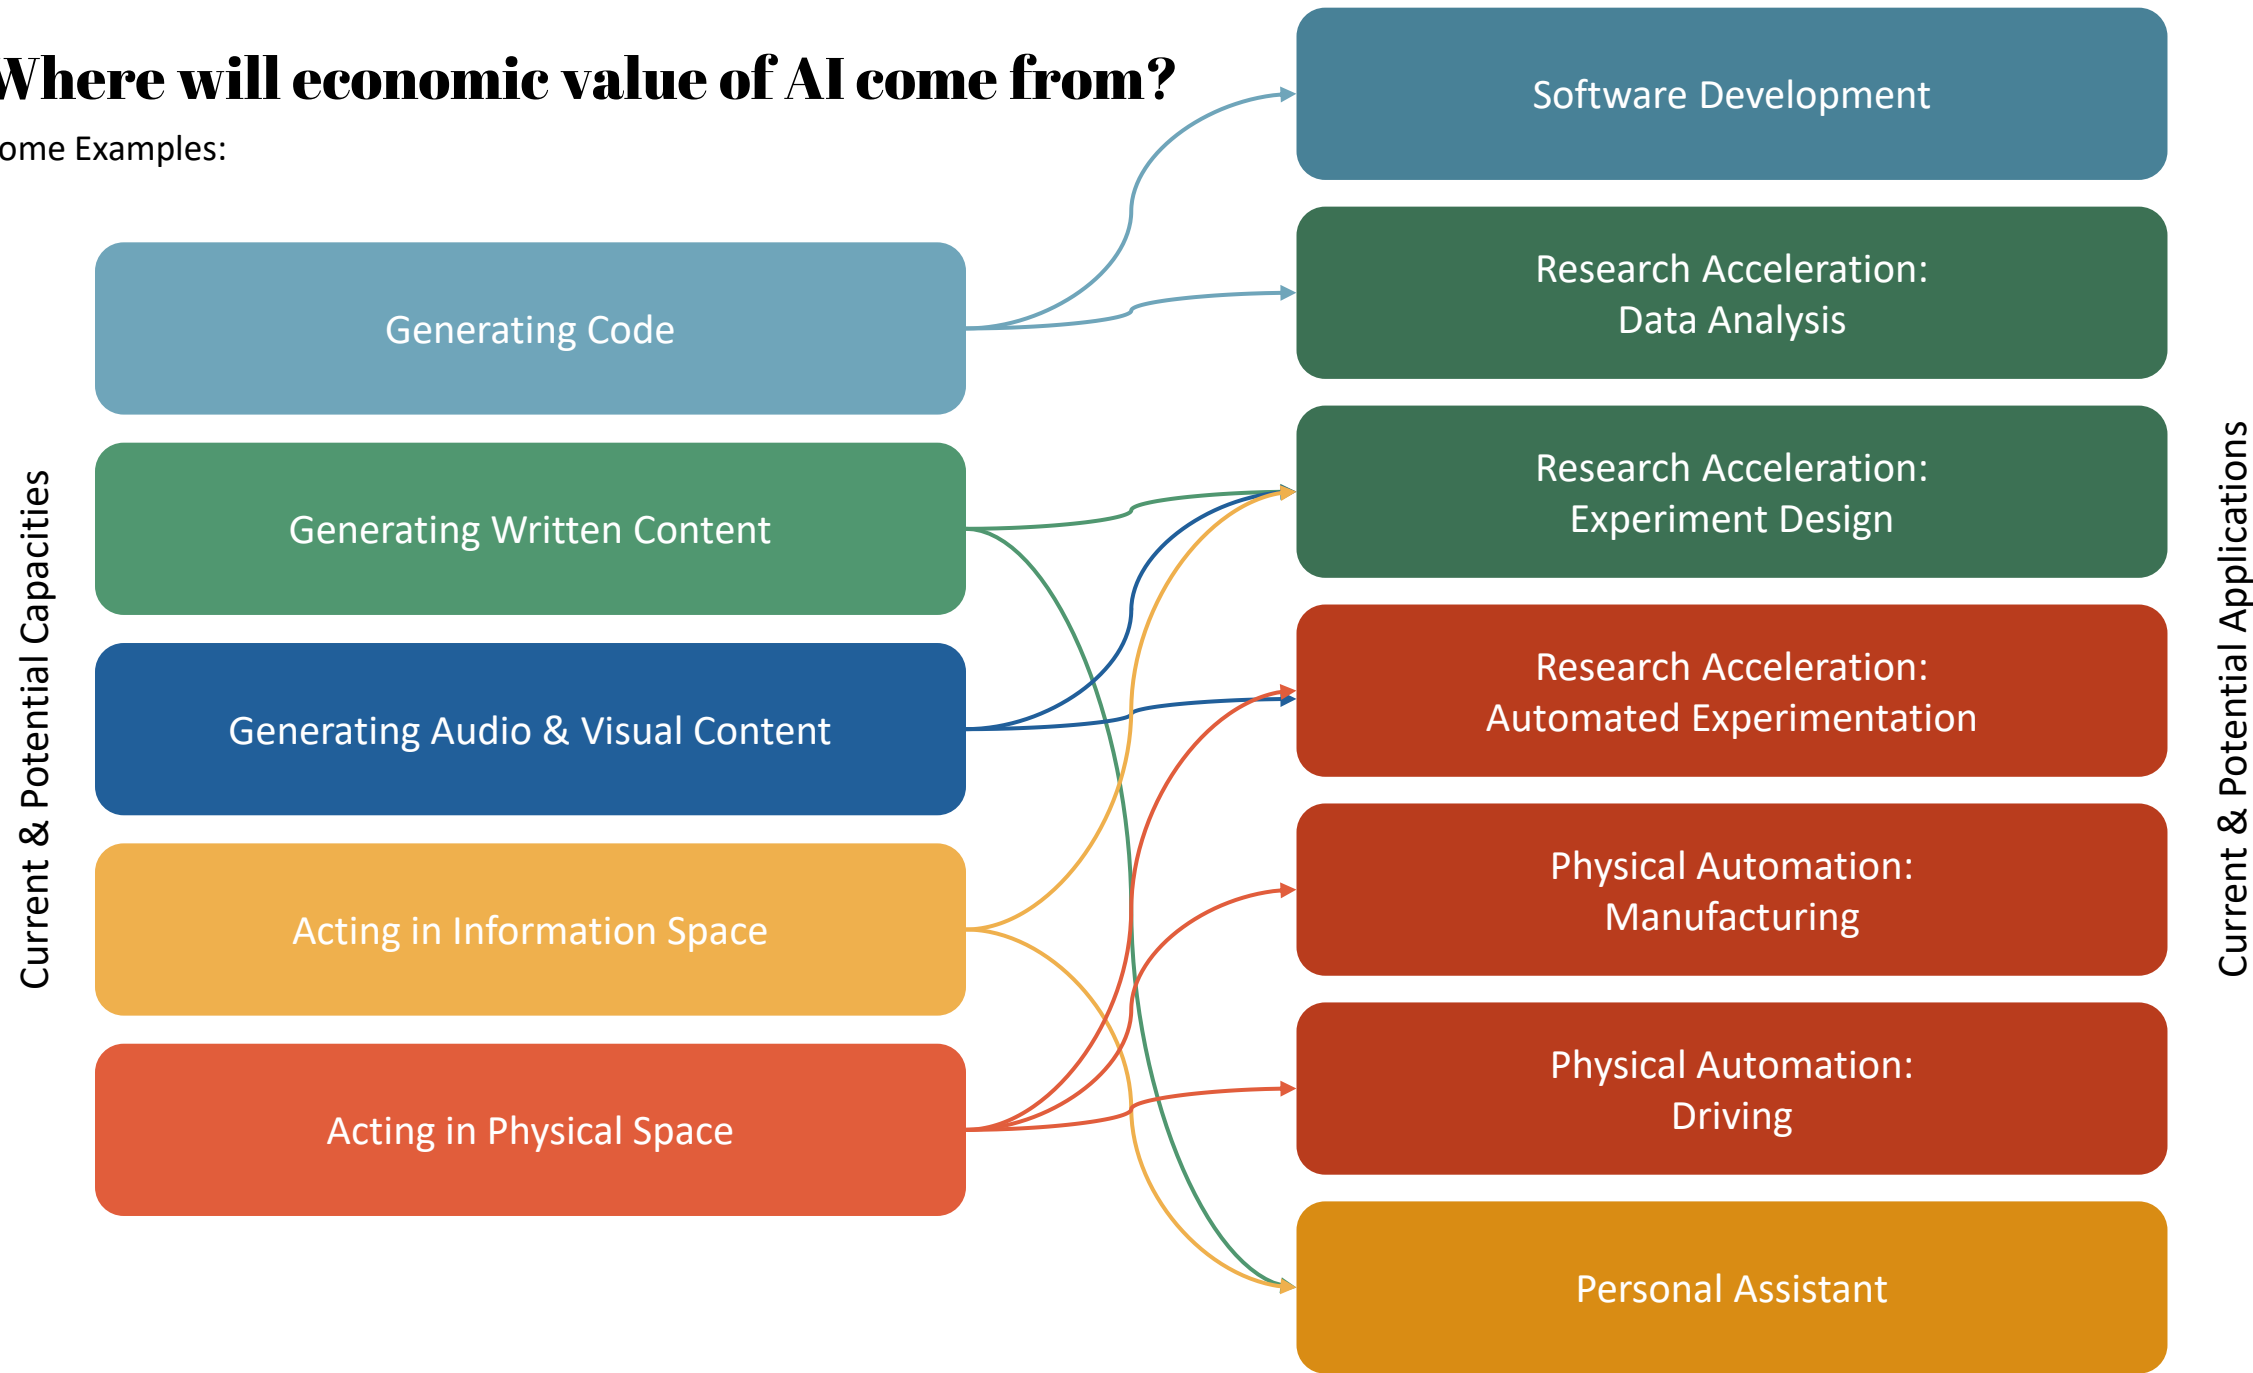 Where will economic value of AI come from?
ome Examples:
Current & Potential Capacities
Generating Code
Generating Written Content
Generating Audio & Visual Content
Acting in Information Space
Acting in Physical Space
Software Development
Research Acceleration:
Data Analysis
Research Acceleration:
Experiment Design
Research Acceleration:
Automated Experimentation
Physical Automation:
Manufacturing
Physical Automation:
Driving
Personal Assistant
Current & Potential Applications